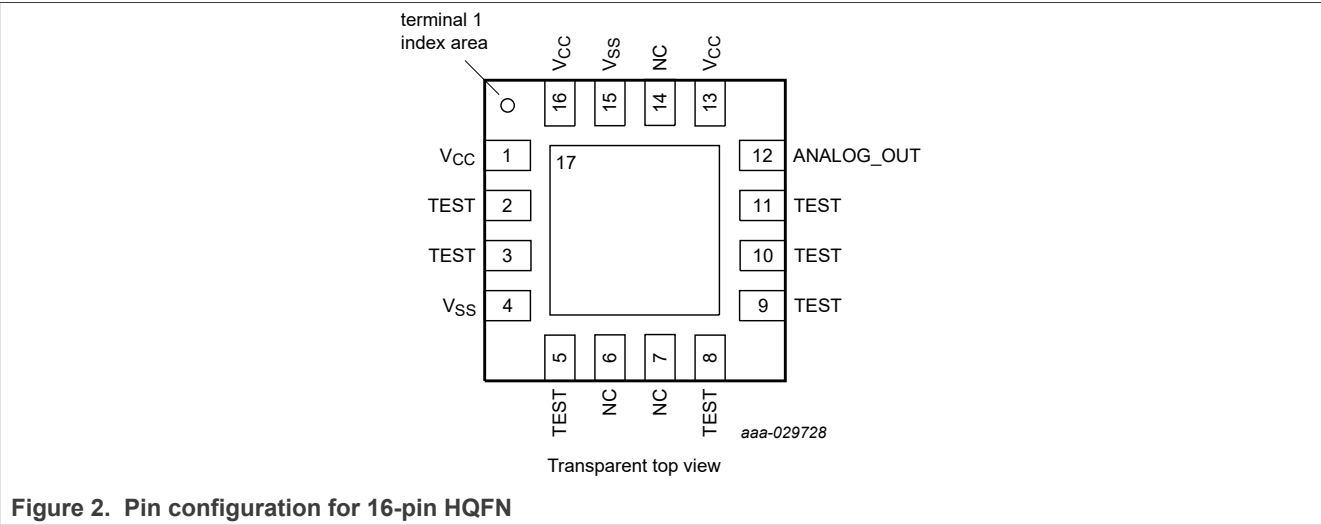 terminal 1
index area
VCC
VSS
NC
VCC
16
15
14
13
VCC
1
17
12
ANALOG_OUT
TEST
2
11
TEST
TEST
3
10
TEST
VSS
4
9
TEST
5
6
7
8
TEST
NC
NC
TEST
aaa-029728
Transparent top view
Figure 2. Pin configuration for 16-pin HQFN